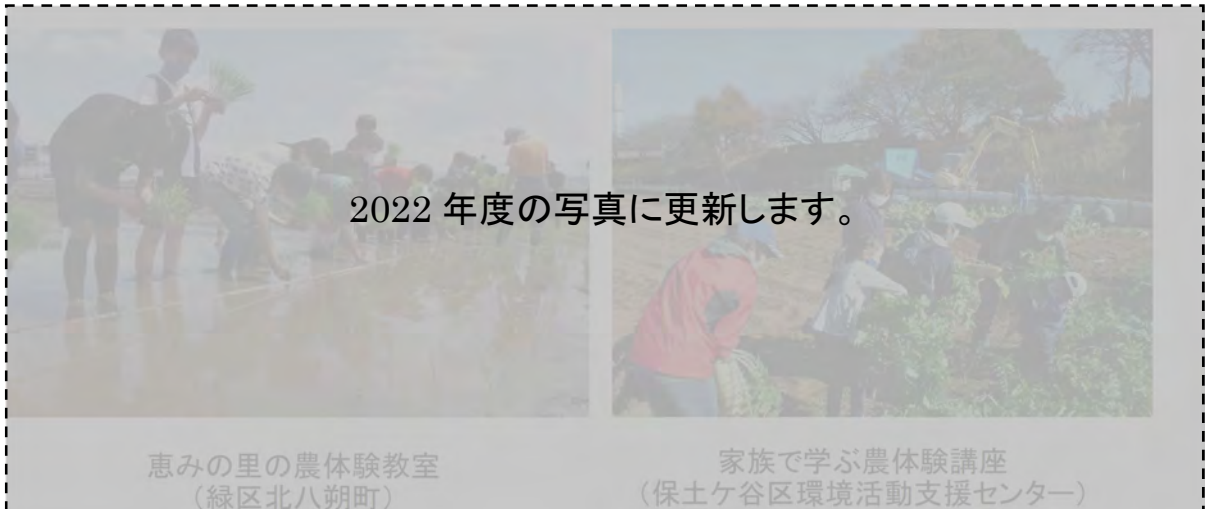 2022 年度の写真に更新します。
恵みの里の農体験教室
（緑区北八朔町）
家族で学ぶ農体験講座
（保土ケ谷区環境活動支援センター）